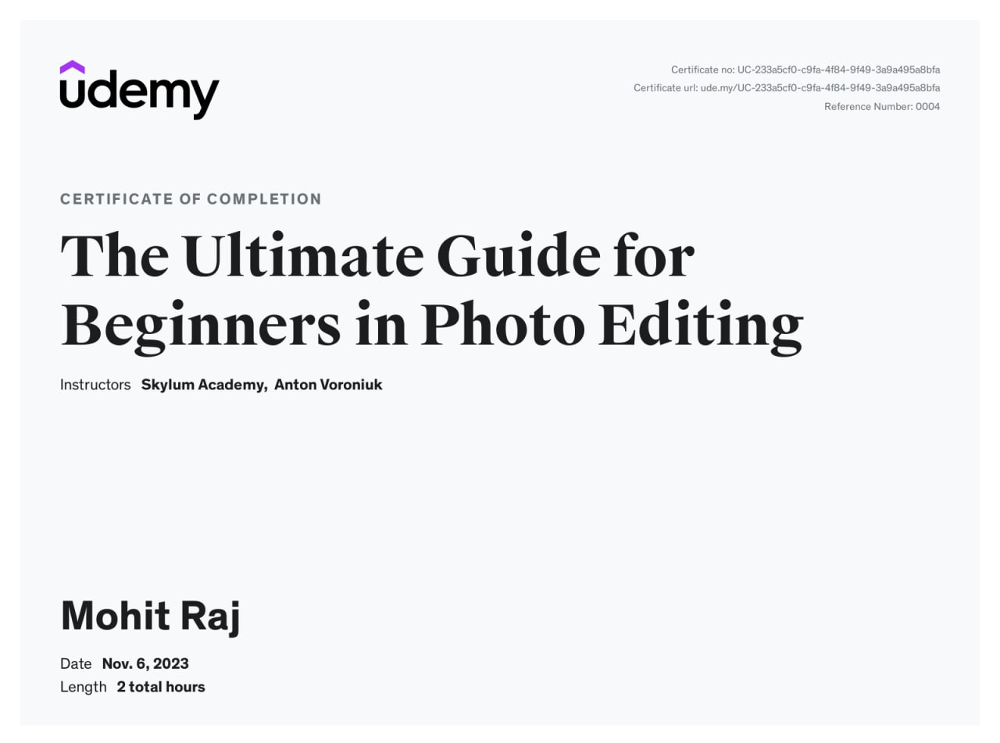 udemy
Certificate no: UC-233a5cf0-c9fa-4f84-9f49-3a9a495a8bfa
Certificate url: ude.my/UC-233a5cf0-c9fa-4f84-9f49-3a9a495a8bfa
Reference Number: 0004
CERTIFICATE OF COMPLETION
The Ultimate Guide for
Beginners in Photo Editing
Instructors Skylum Academy, Anton Voroniuk
Mohit Raj
Date Nov. 6, 2023
Length 2 total hours